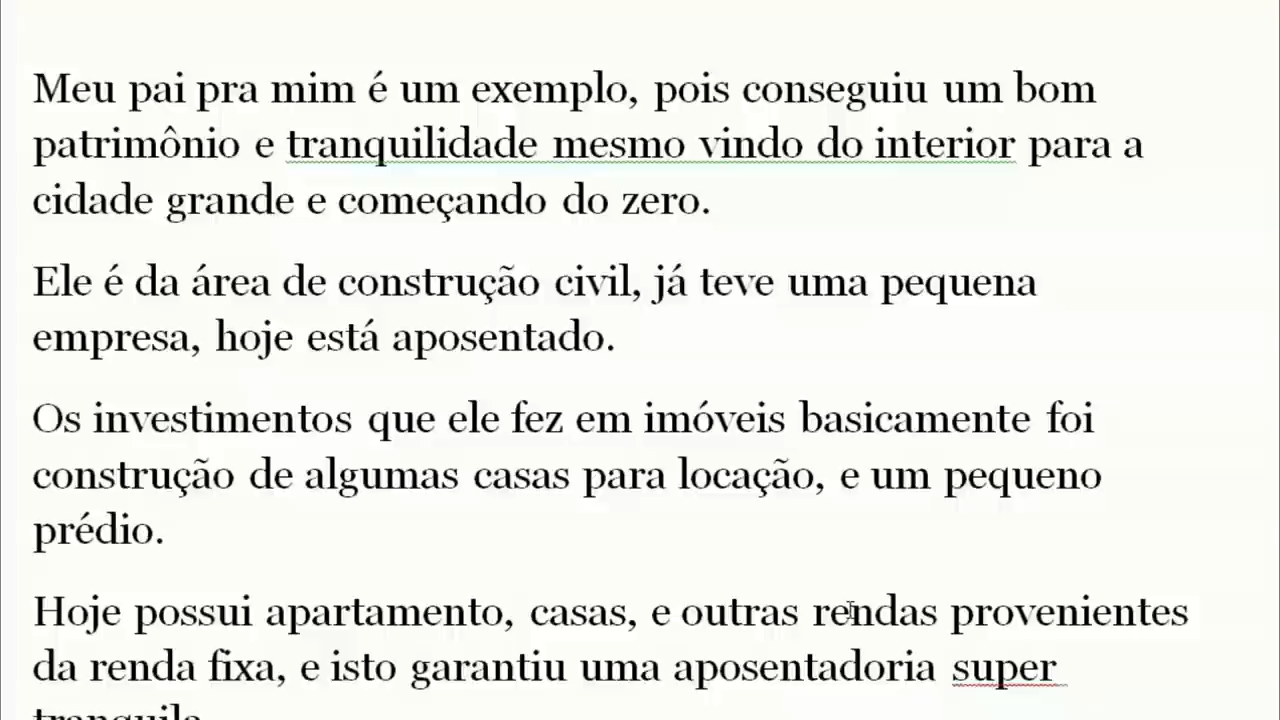 Meu pai pra mim é um exemplo, pois conseguiu um bom
patrimônio e tranquilidade mesmo vindo do interior para a
cidade grande e começando do zero.
Ele é da área de construção civil, já teve uma pequena
empresa, hoje está aposentado.
Os investimentos que ele fez em imóveis basicamente foi
construção de algumas casas para locação, e um pequeno
prédio.
Hoje possui apartamento, casas, e outras rendas provenientes
da renda fixa, e isto garantiu uma aposentadoria super
tranquila.